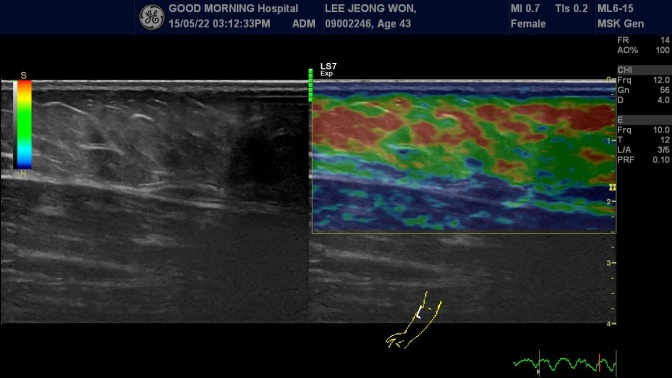 GOOD MORNING Hospital
15/05/22 03:12:33PM ADM
LEE JEONG WON,
09002246, Age 43
MI 0.7 TIs 0.2
Female
ML6-15
MSK Gen
FR 14
AO% 100
CHI
Frq 12.0
Gn 56
D 4.0
E
Frq 10.0
T 12
L/A 3/5
PRF 0.10
LS7
Exp
S
H
0
1
2
3
4